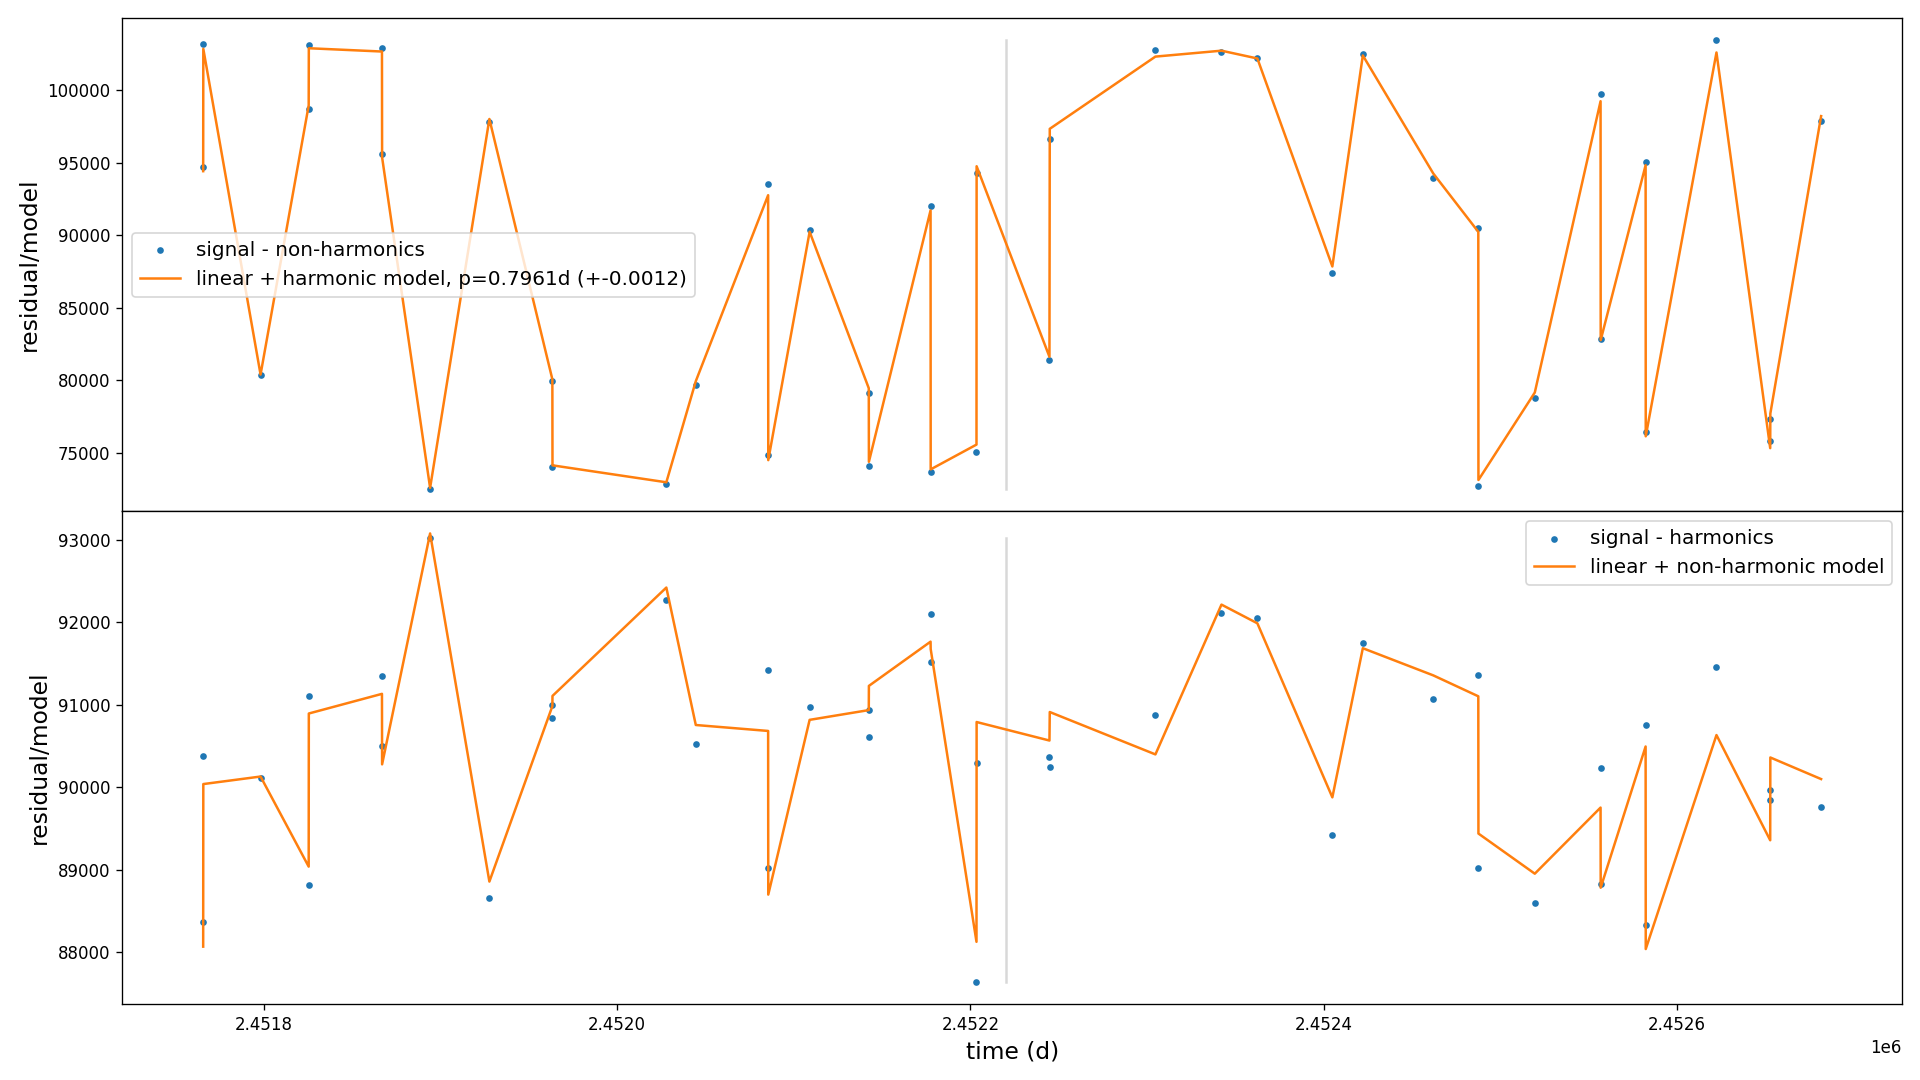 100000
95000
90000
85000
80000
75000
residual/model
signal - non-harmonics
linear + harmonic model, p=0.7961d (+-0.0012)
93000
92000
91000
90000
89000
88000
residual/model
signal - harmonics
linear + non-harmonic model
2.4518
2.4520
2.4522
2.4524
2.4526
time (d)
1e6